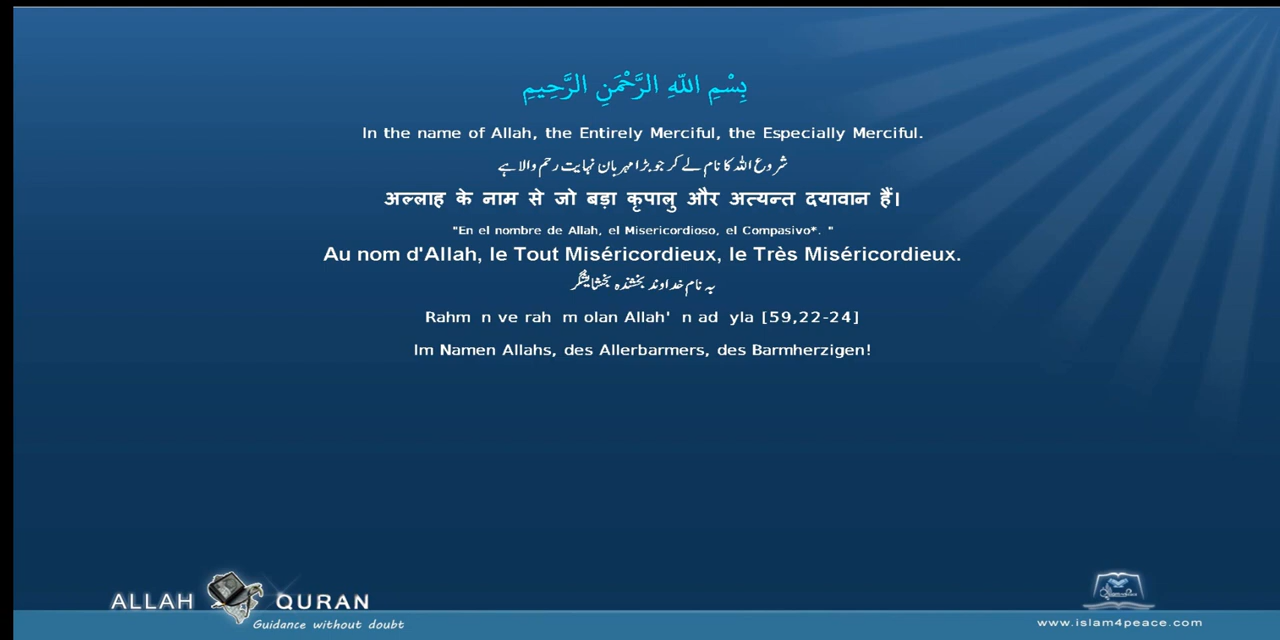 بِسْمِ اللّٰهِ الرَّحْمٰنِ الرَّحِيمِ
In the name of Allah, the Entirely Merciful, the Especially Merciful.
شروع اللہ کا نام لے کر جو بڑا مہربان نہایت رحم والا ہے
अल्लाह के नाम से जो बड़ा कृपालु और अत्यन्त दयावान हैं।
"En el nombre de Allah, el Misericordioso, el Compasivo*. "
Au nom d'Allah, le Tout Miséricordieux, le Très Miséricordieux.
به نام خداوند بخشنده بخشایشگر
Rahm n ve rah m olan Allah' n ad yla [59,22-24]
Im Namen Allahs, des Allerbarmers, des Barmherzigen!
ALLAH QURAN
Guidance without doubt
www.islam4peace.com